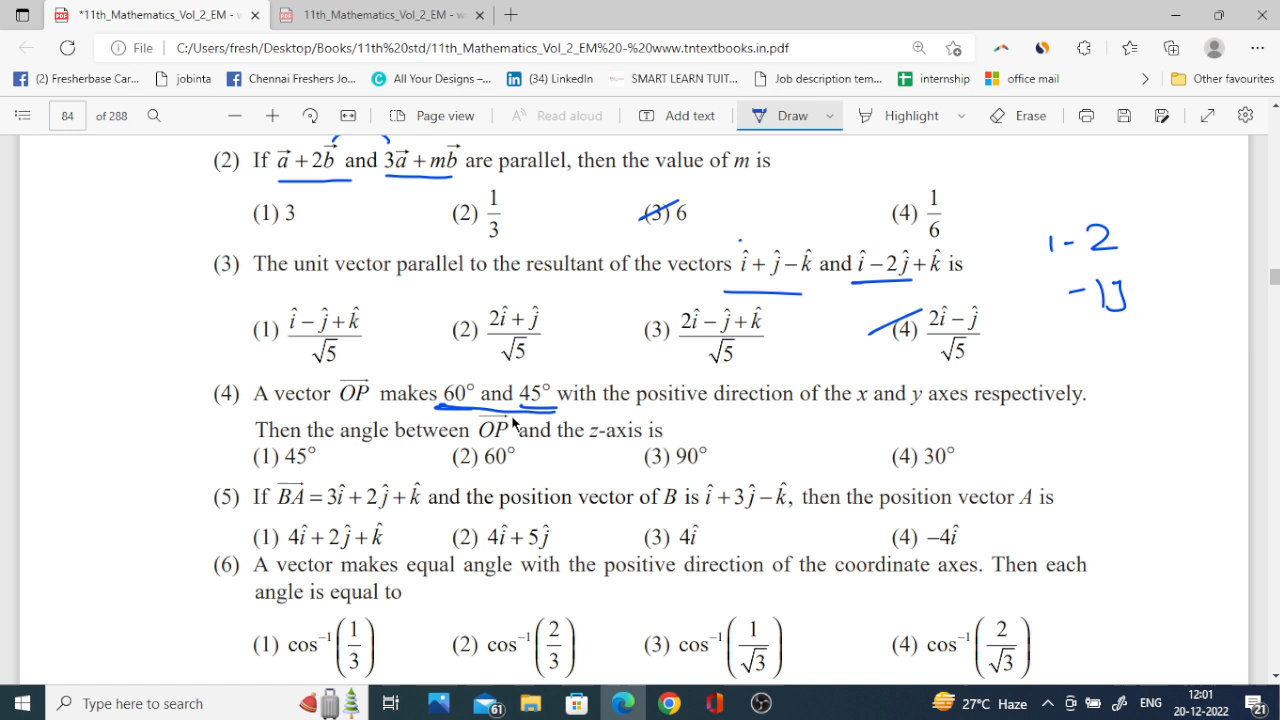 *11th_Mathematics_Vol_2_EM - w
11th_Mathematics_Vol_2_EM - w
File C:/Users/fresh/Desktop/Books/11th%20std/11th_Mathematics_Vol_2_EM%20-%20www.tntextbooks.in.pdf
(2) Fresherbase Car... jobinta Chennai Freshers Jo... All Your Designs –... (34) LinkedIn SMART LEARN TUIT... Job description tem... internship office mail Other favourites
84 of 288 Page view Read aloud Add text Draw Highlight Erase
(2) If a⃗ + 2b⃗ and 3a⃗ + mb⃗ are parallel, then the value of m is
(1) 3 (2) 1/3 (3) 6 (4) 1/6
1 - 2
(3) The unit vector parallel to the resultant of the vectors î + ĵ − k̂ and î − 2ĵ + k̂ is
(1) (î − ĵ + k̂)/√5 (2) (2î + ĵ)/√5 (3) (2î − ĵ + k̂)/√5 (4) (2î − ĵ)/√5
(4) A vector OP makes 60° and 45° with the positive direction of the x and y axes respectively.
Then the angle between OP and the z-axis is
(1) 45° (2) 60° (3) 90° (4) 30°
(5) If BA = 3î + 2ĵ + k̂ and the position vector of B is î + 3ĵ − k̂, then the position vector A is
(1) 4î + 2ĵ + k̂ (2) 4î + 5ĵ (3) 4î (4) −4î
(6) A vector makes equal angle with the positive direction of the coordinate axes. Then each
angle is equal to
(1) cos⁻¹(1/3) (2) cos⁻¹(2/3) (3) cos⁻¹(1/√3) (4) cos⁻¹(2/√3)
Type here to search 61 27°C Haze ENG 12:01
20-12-2022 21